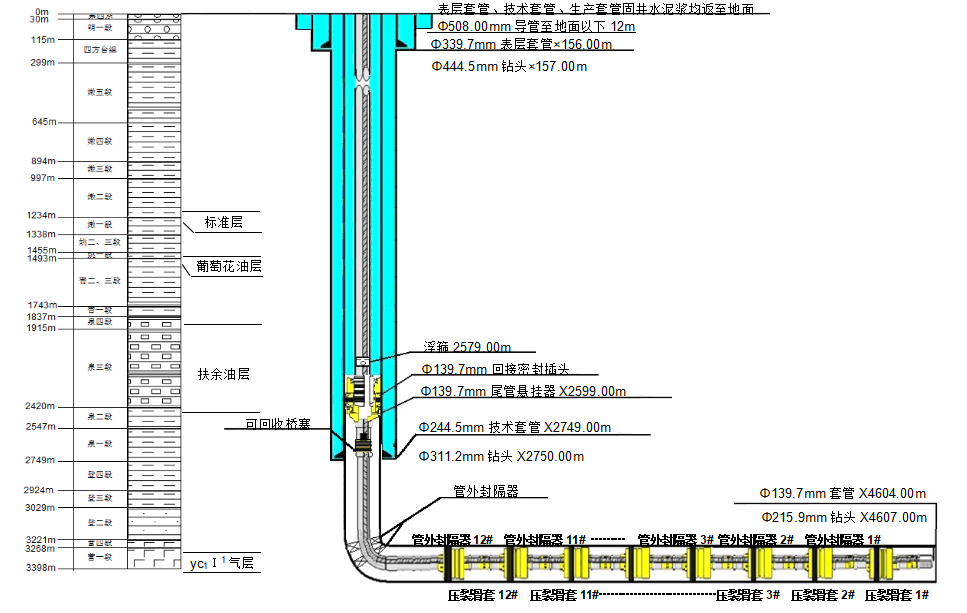 0m
30m
第四系
明一段
115m
四方台组
299m
嫩五段
645m
嫩四段
894m
嫩三段
997m
嫩二段
1234m
嫩一段
1338m
姚二、三段
1455m
姚一段
1493m
青二、三段
1743m
青一段
1837m
泉四段
1915m
泉三段
2420m
泉二段
2547m
泉一段
2749m
登四段
2924m
登三段
3029m
登二段
3221m
营四段
3268m
营一段
3398m
标准层
葡萄花油层
扶余油层
yc₁Ⅰ¹气层
表层套管、技术套管、生产套管固井水泥浆均返至地面
Φ508.00mm 导管至地面以下 12m
Φ339.7mm 表层套管×156.00m
Φ444.5mm 钻头×157.00m
浮箍 2579.00m
Φ139.7mm 回接密封插头
Φ139.7mm 尾管悬挂器 X2599.00m
可回收桥塞
Φ244.5mm 技术套管 X2749.00m
Φ311.2mm 钻头 X2750.00m
管外封隔器
Φ139.7mm 套管 X4604.00m
Φ215.9mm 钻头 X4607.00m
管外封隔器 12# 管外封隔器 11# -------- 管外封隔器 3# 管外封隔器 2# 管外封隔器 1#
压裂滑套 12# 压裂滑套 11#--------------------压裂滑套 3# 压裂滑套 2# 压裂滑套 1#